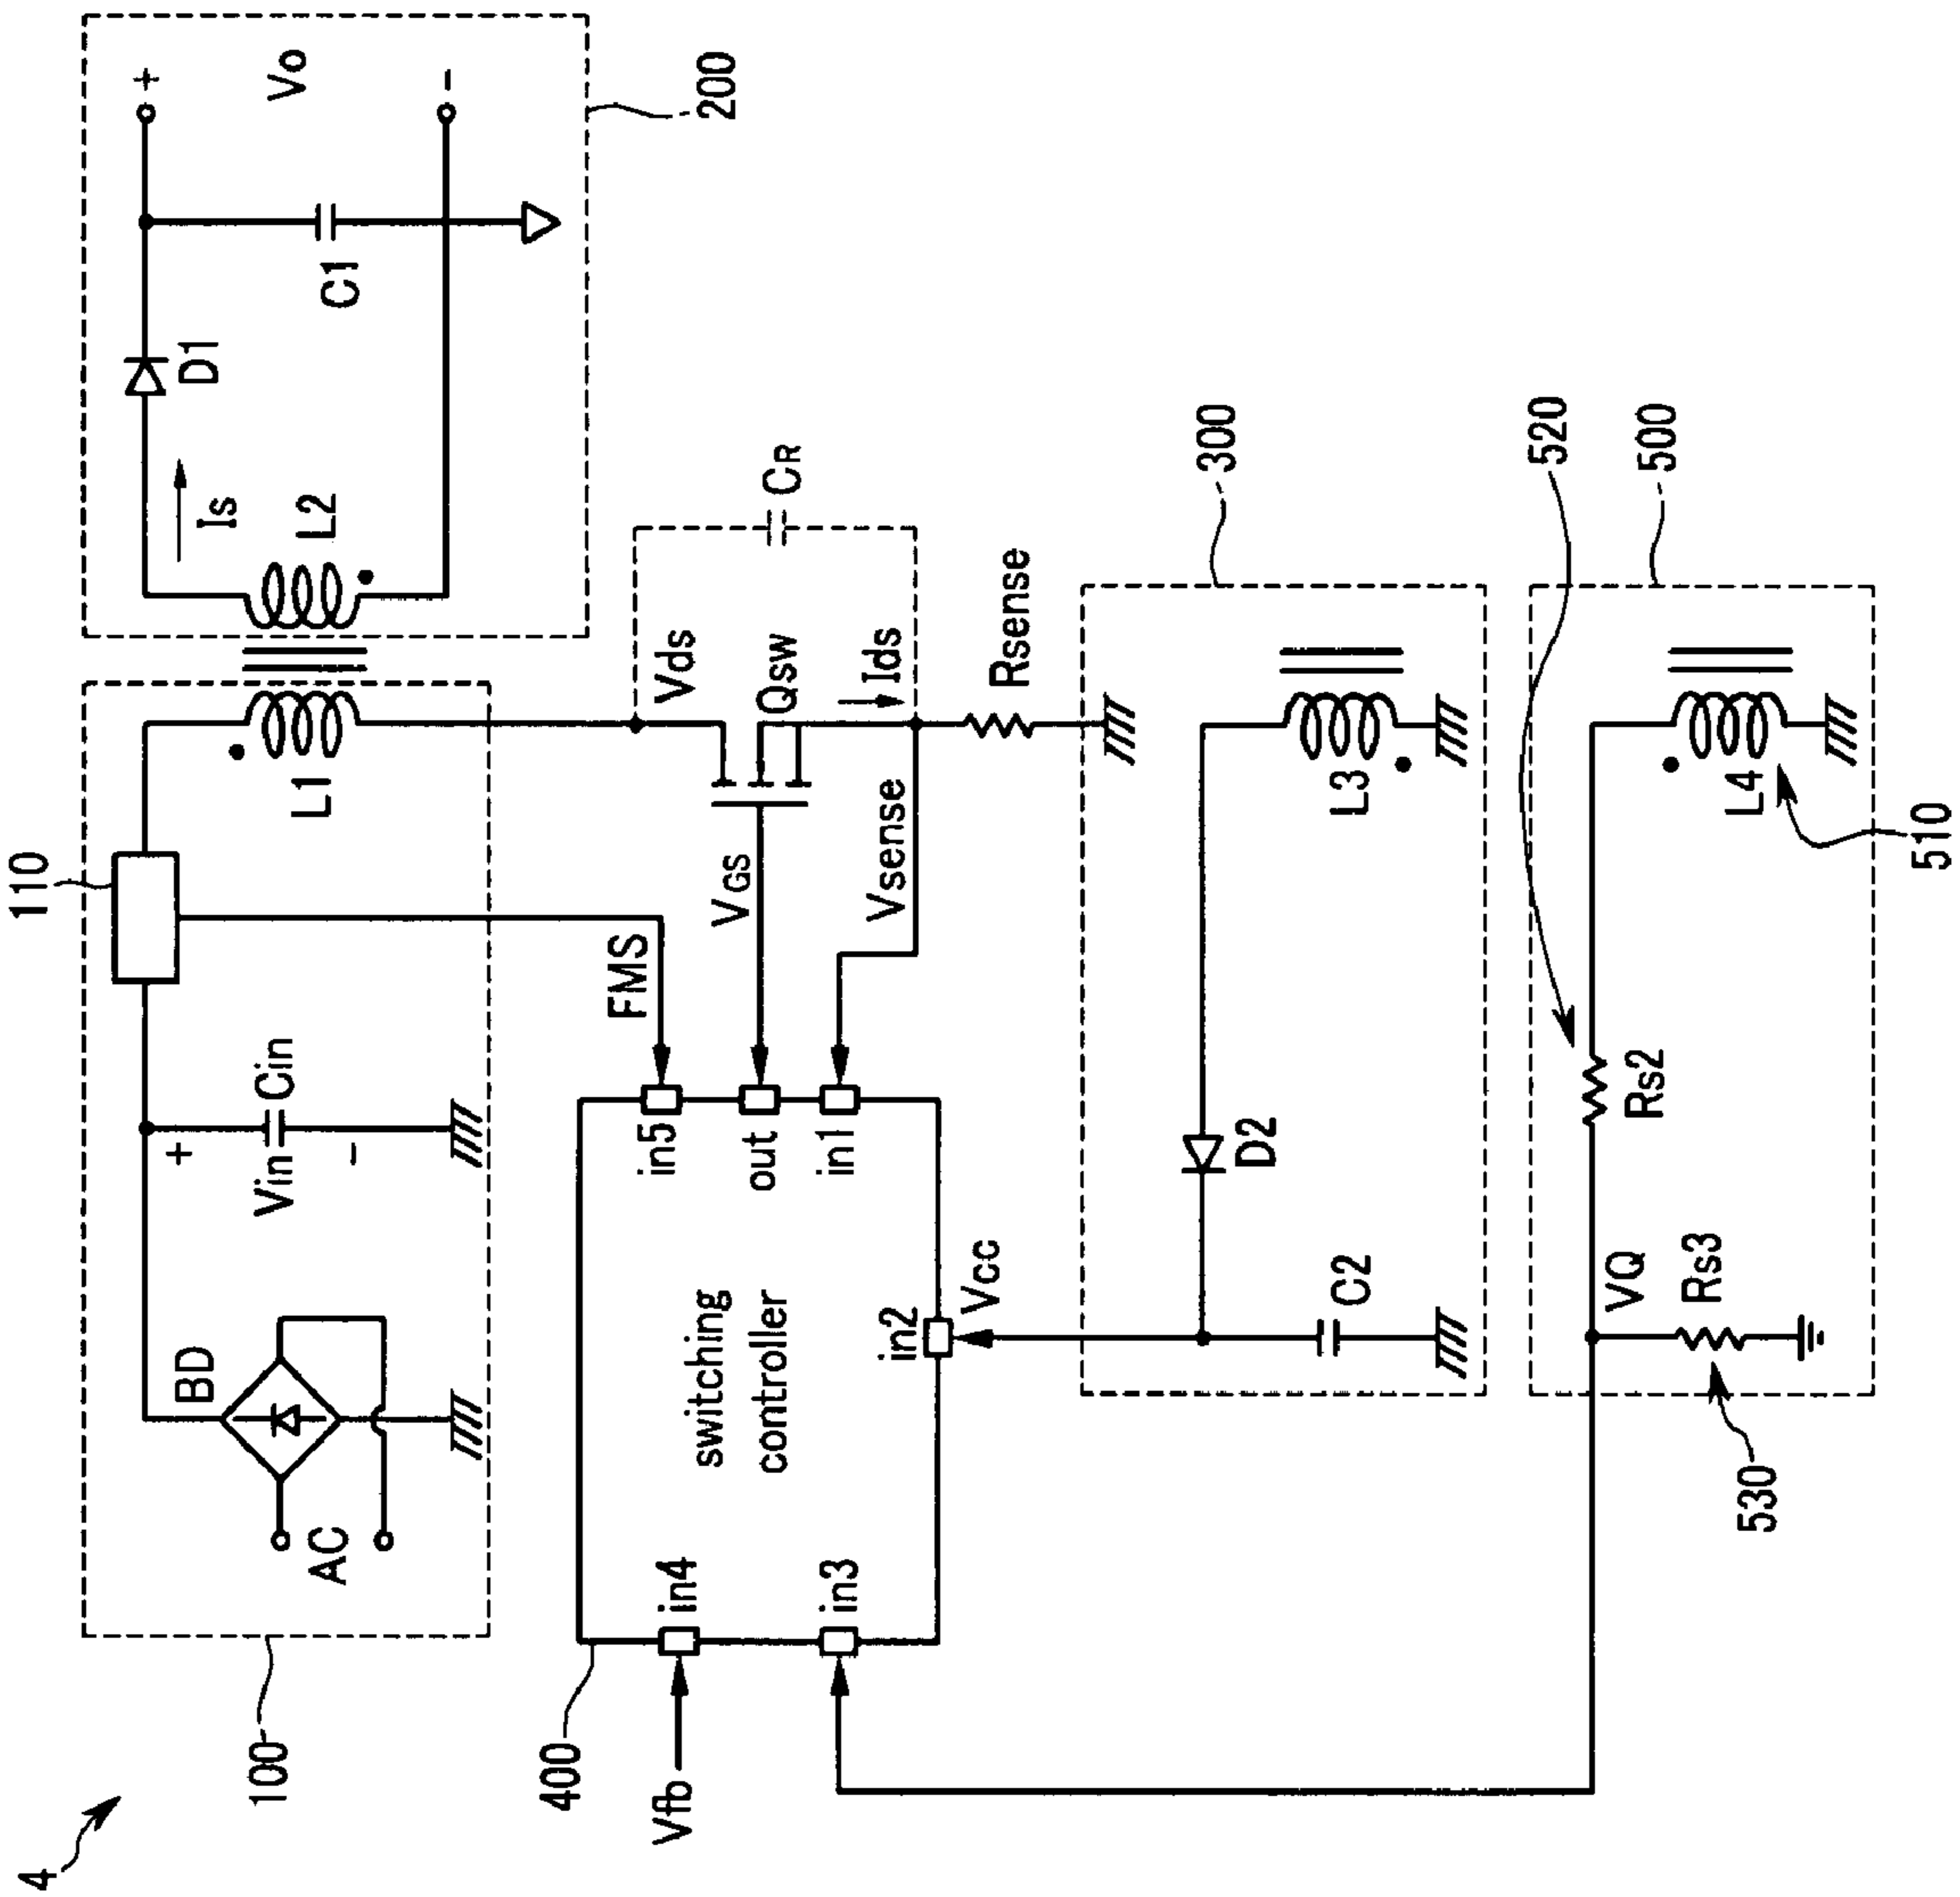 4
100
AC
BD
+
Vin
Cin
-
110
L1
L2
Is
D1
C1
+
Vo
-
200
400
switching
controller
Vfb
in4
in3
in2
in5
out
in1
FMS
VGS
Vsense
Vds
Qsw
Ids
CR
Rsense
Vcc
C2
D2
L3
300
VQ
Rs3
530
Rs2
520
L4
510
500